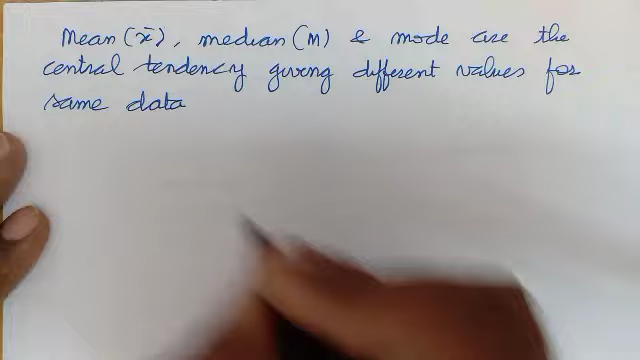 Mean (x̄), median (M) & mode are the
central tendency giving different values for
same data